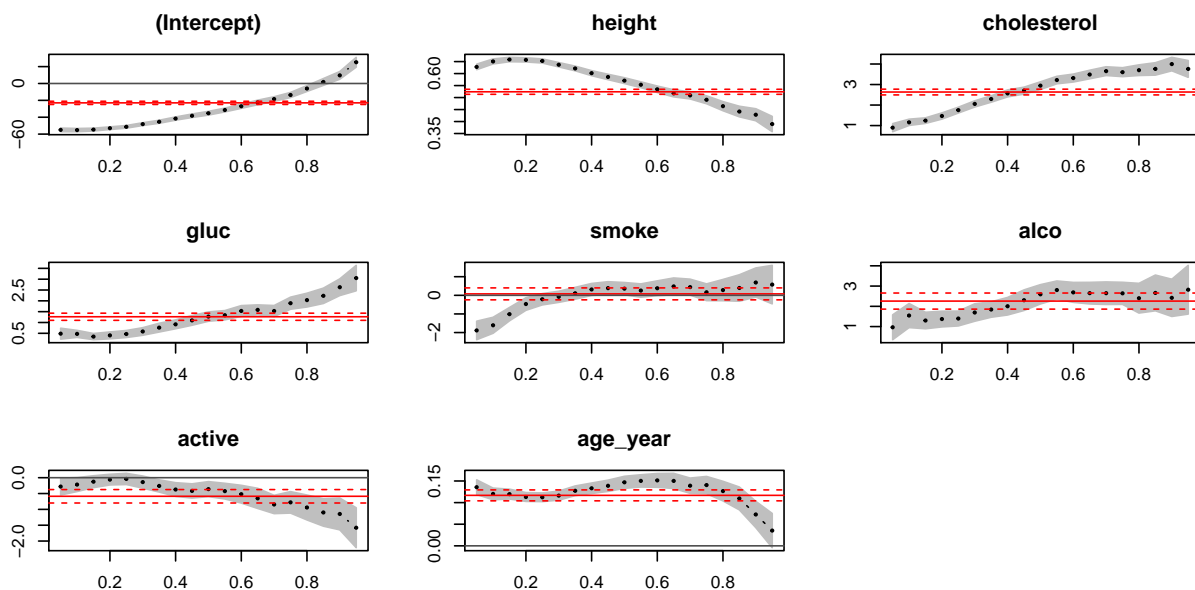 (Intercept) height cholesterol
0 −60 0.60 0.35 3 1
0.2 0.4 0.6 0.8 0.2 0.4 0.6 0.8 0.2 0.4 0.6 0.8
gluc smoke alco
2.5 0.5 0 −2 3 1
0.2 0.4 0.6 0.8 0.2 0.4 0.6 0.8 0.2 0.4 0.6 0.8
active age_year
0.0 −2.0 0.15 0.00
0.2 0.4 0.6 0.8 0.2 0.4 0.6 0.8